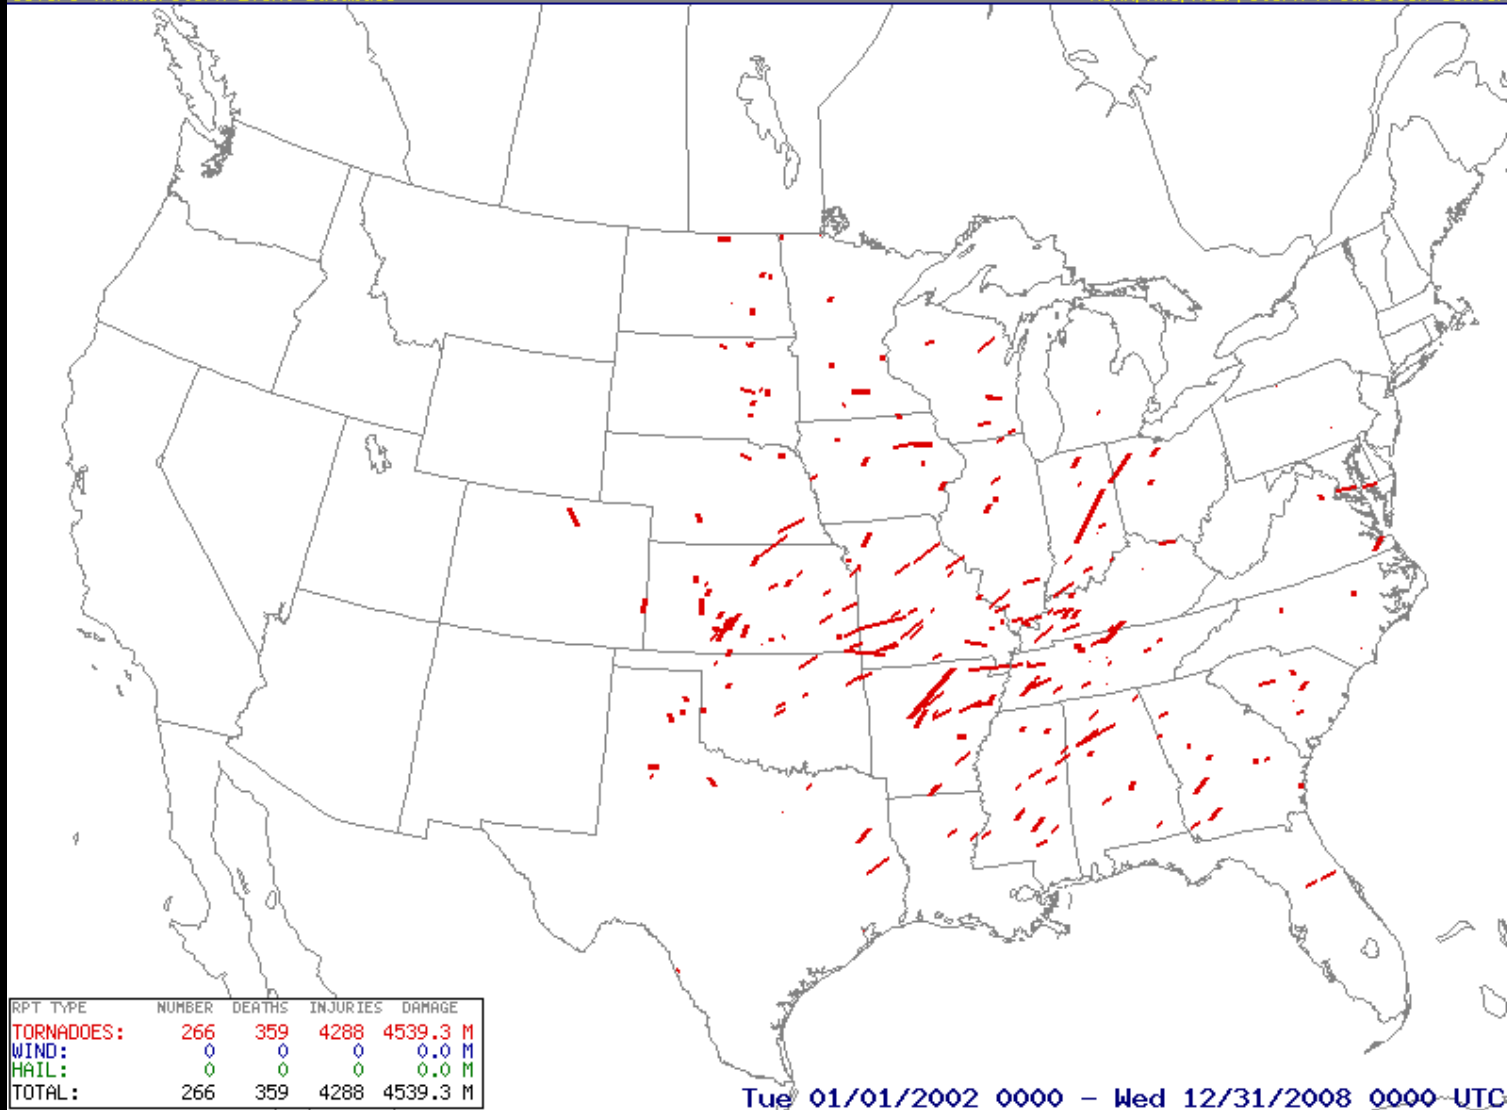 RPT TYPE NUMBER DEATHS INJURIES DAMAGE
TORNADOES: 266 359 4288 4539.3 M
WIND: 0 0 0 0.0 M
HAIL: 0 0 0 0.0 M
TOTAL: 266 359 4288 4539.3 M
Tue 01/01/2002 0000 - Wed 12/31/2008 0000 UTC